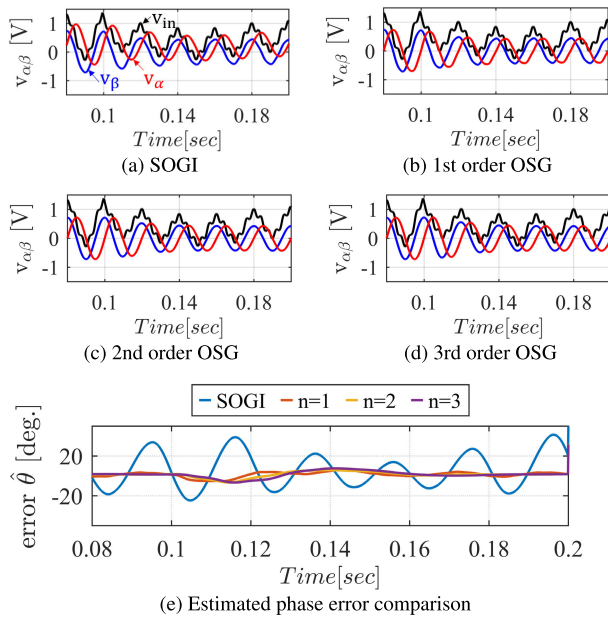 v_αβ [V]
1
0
-1
v_in
v_β
v_α
0.1 0.14 0.18
Time[sec]
(a) SOGI
v_αβ [V]
1
0
-1
0.1 0.14 0.18
Time[sec]
(b) 1st order OSG
v_αβ [V]
1
0
-1
0.1 0.14 0.18
Time[sec]
(c) 2nd order OSG
v_αβ [V]
1
0
-1
0.1 0.14 0.18
Time[sec]
(d) 3rd order OSG
SOGI n=1 n=2 n=3
error θ̂ [deg.]
20
-20
0.08 0.1 0.12 0.14 0.16 0.18 0.2
Time[sec]
(e) Estimated phase error comparison